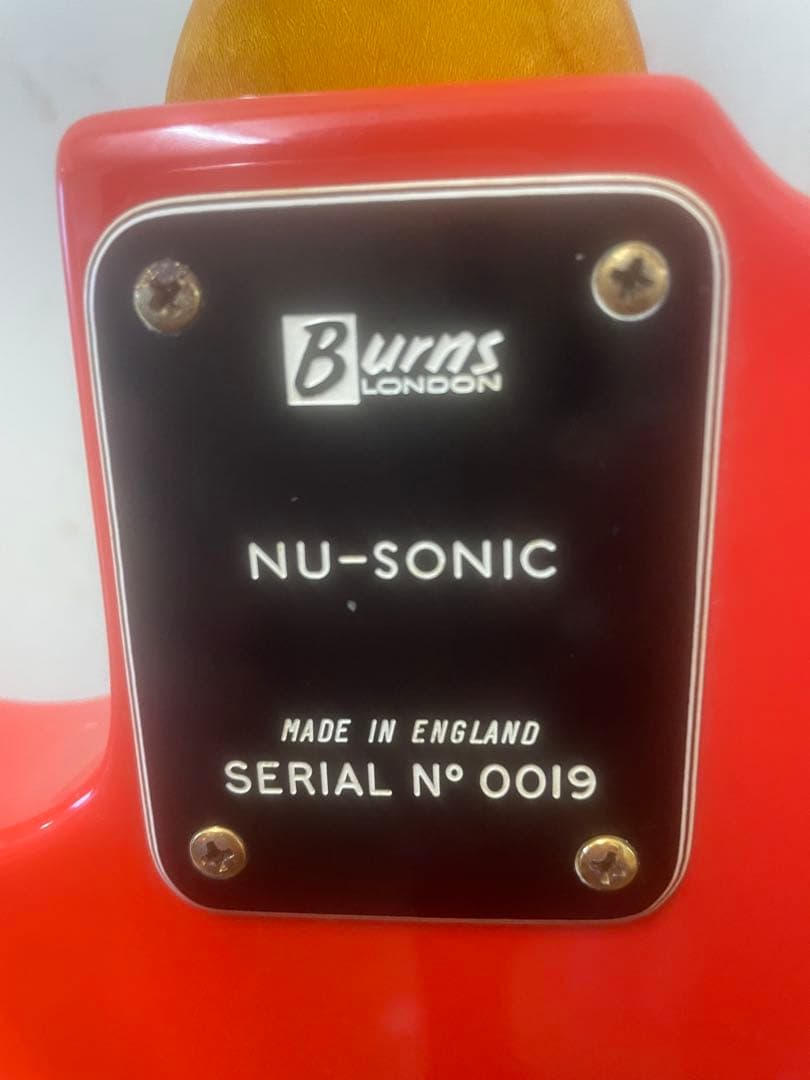 Burns
LONDON
NU-SONIC
MADE IN ENGLAND
SERIAL Nº 0019